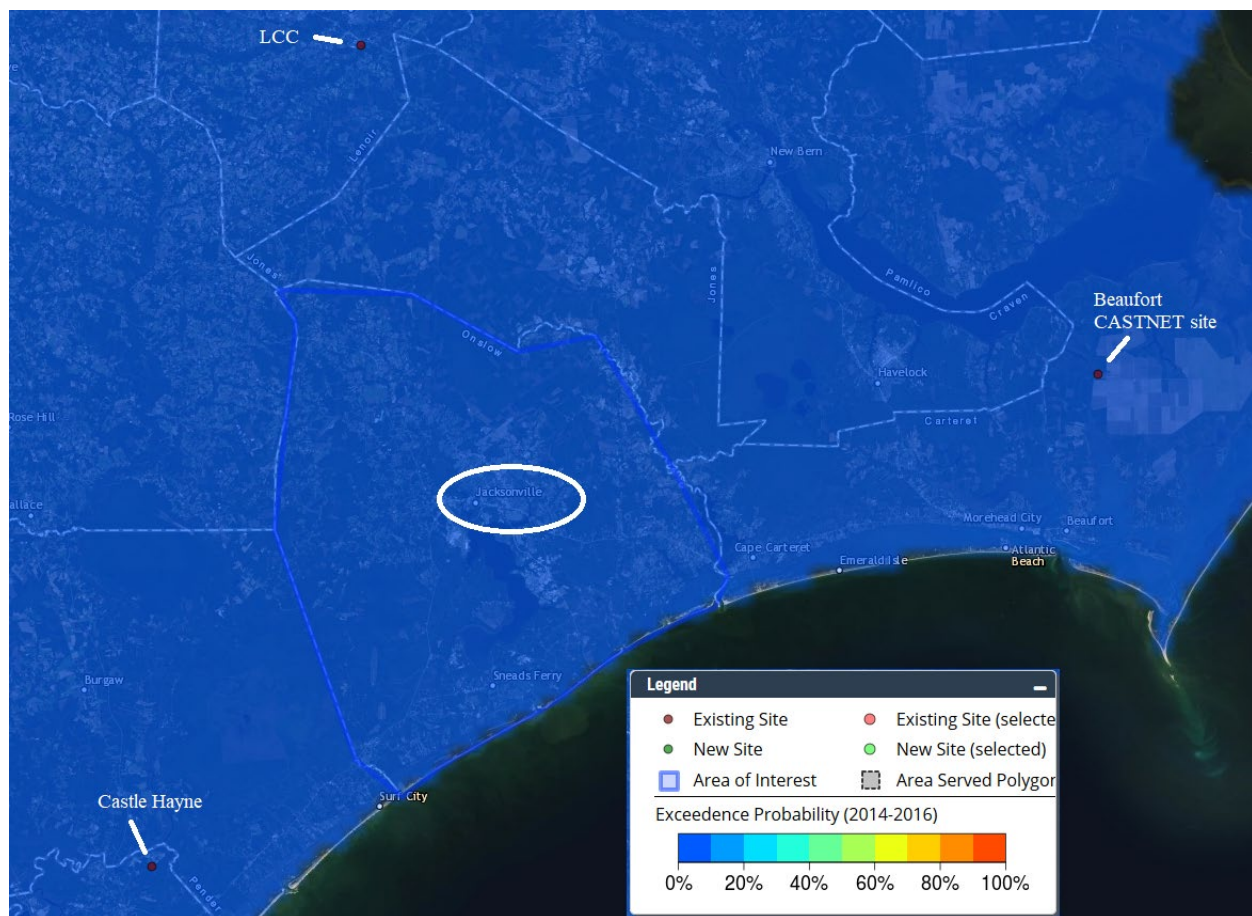 LCC
Lenoir
New Bern
Jones
Jones
Pamlico
Craven
Beaufort
CASTNET site
Onslow
Havelock
Carteret
Rose Hill
Jacksonville
allace
Morehead City
Beaufort
Cape Carteret
Atlantic
Beach
Emerald Isle
Burgaw
Sneads Ferry
Surf City
Castle Hayne
Pender
Legend
Existing Site
Existing Site (selecte
New Site
New Site (selected)
Area of Interest
Area Served Polygon
Exceedence Probability (2014-2016)
0% 20% 40% 60% 80% 100%